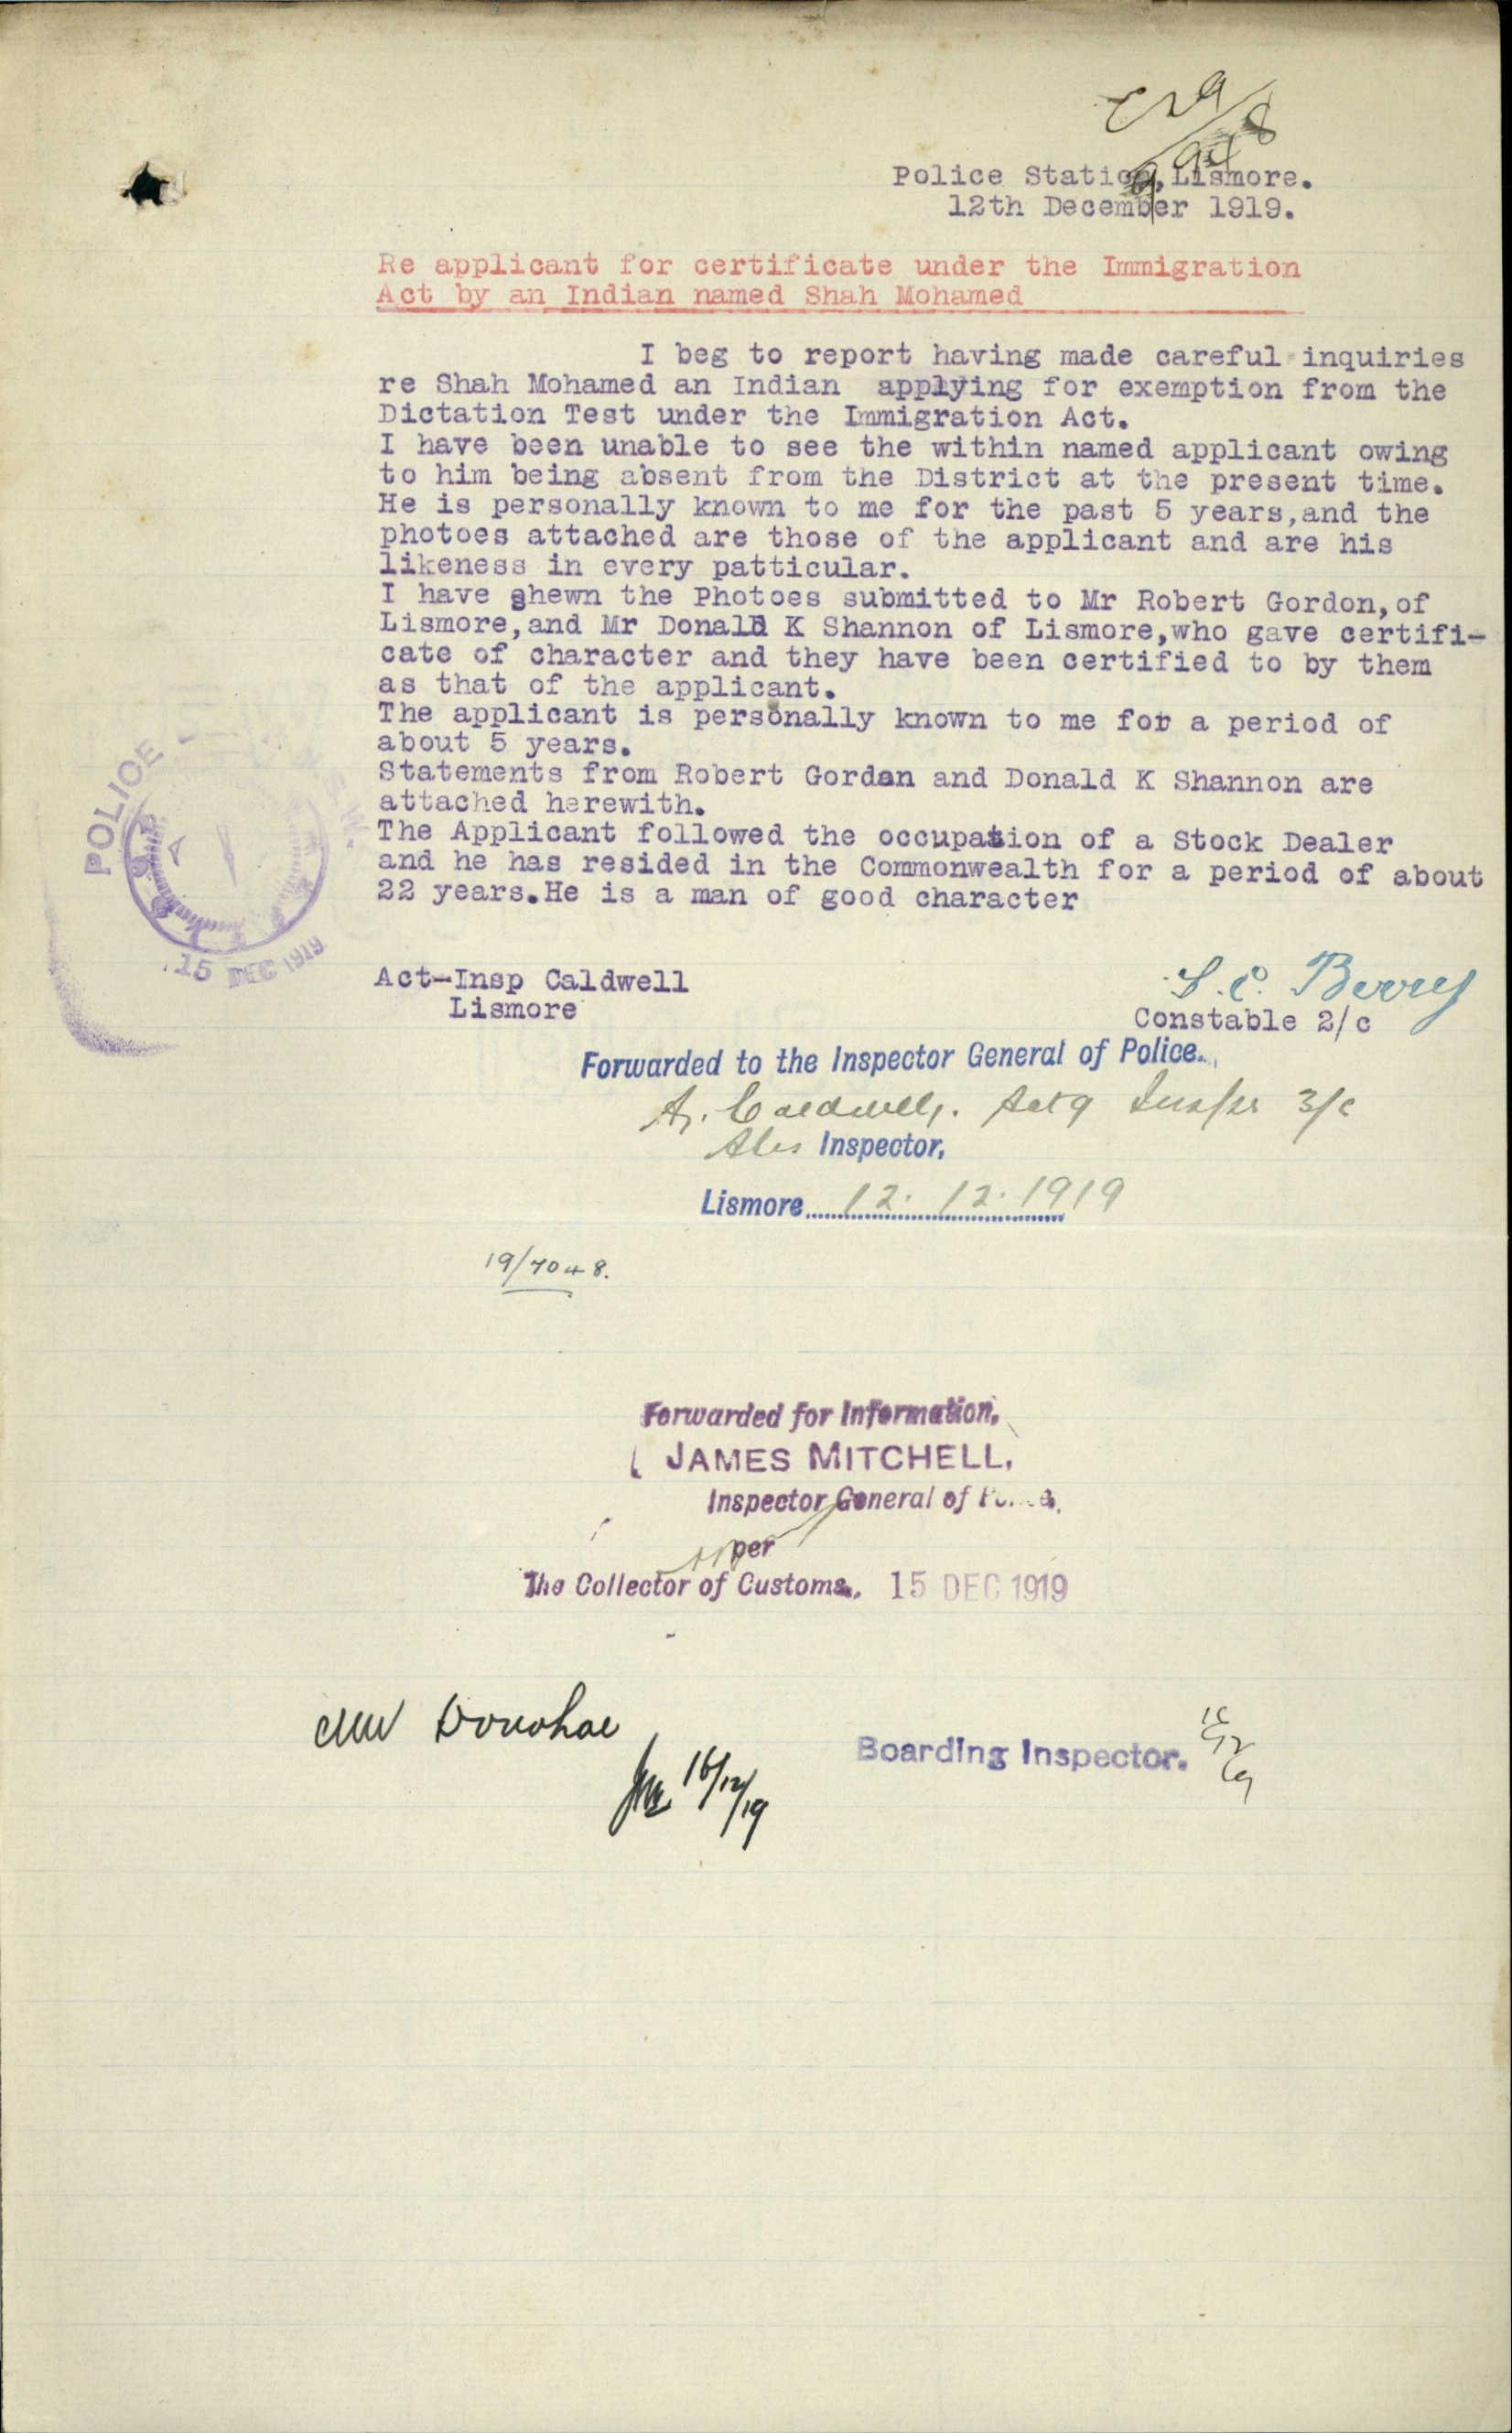 Police Station, Lismore.
12th December 1919.
Re applicant for certificate under the Immigration
Act by an Indian named Shah Mohamed
I beg to report having made careful inquiries
re Shah Mohamed an Indian applying for exemption from the
Dictation Test under the Immigration Act.
I have been unable to see the within named applicant owing
to him being absent from the District at the present time.
He is personally known to me for the past 5 years,and the
photoes attached are those of the applicant and are his
likeness in every patticular.
I have shewn the Photoes submitted to Mr Robert Gordon,of
Lismore,and Mr Donald K Shannon of Lismore,who gave certifi-
cate of character and they have been certified to by them
as that of the applicant.
The applicant is personally known to me for a period of
about 5 years.
Statements from Robert Gordan and Donald K Shannon are
attached herewith.
The Applicant followed the occupation of a Stock Dealer
and he has resided in the Commonwealth for a period of about
22 years.He is a man of good character
POLICE
15 DEC 1919
Act-Insp Caldwell
Lismore
S. C. Berry
Constable 2/c
Forwarded to the Inspector General of Police.
A. Caldwell, 3/c
Inspector,
Lismore 12. 12. 1919
19/7048.
Forwarded for Information,
JAMES MITCHELL,
Inspector General of
per
The Collector of Customs, 15 DEC 1919
Donohoe
16/12/19
Boarding Inspector.